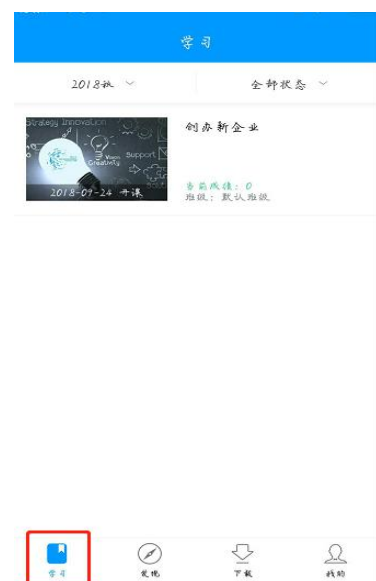 学习
2018秋
全部状态
创办新企业
Strategy Innovation
Vision
Creativity
Support
2018-09-24 开课
当前成绩：0
班级：默认班级
学习
发现
下载
我的